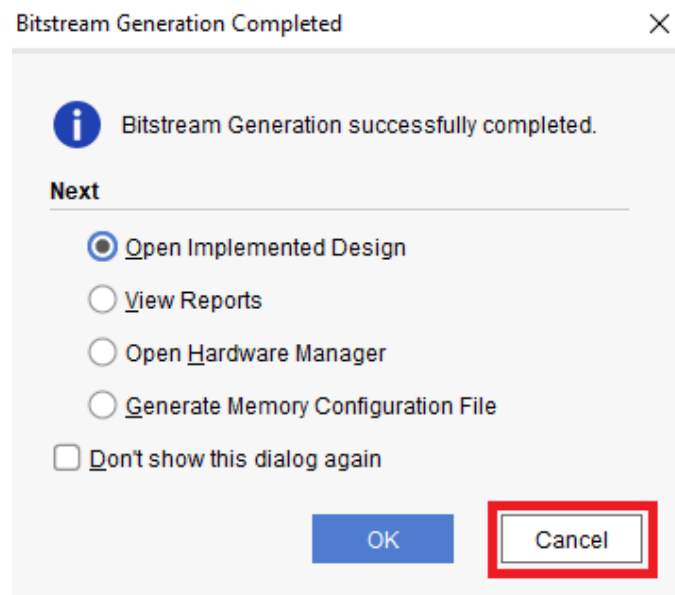 Bitstream Generation Completed
Bitstream Generation successfully completed.
Next
Open Implemented Design
View Reports
Open Hardware Manager
Generate Memory Configuration File
Don't show this dialog again
OK Cancel